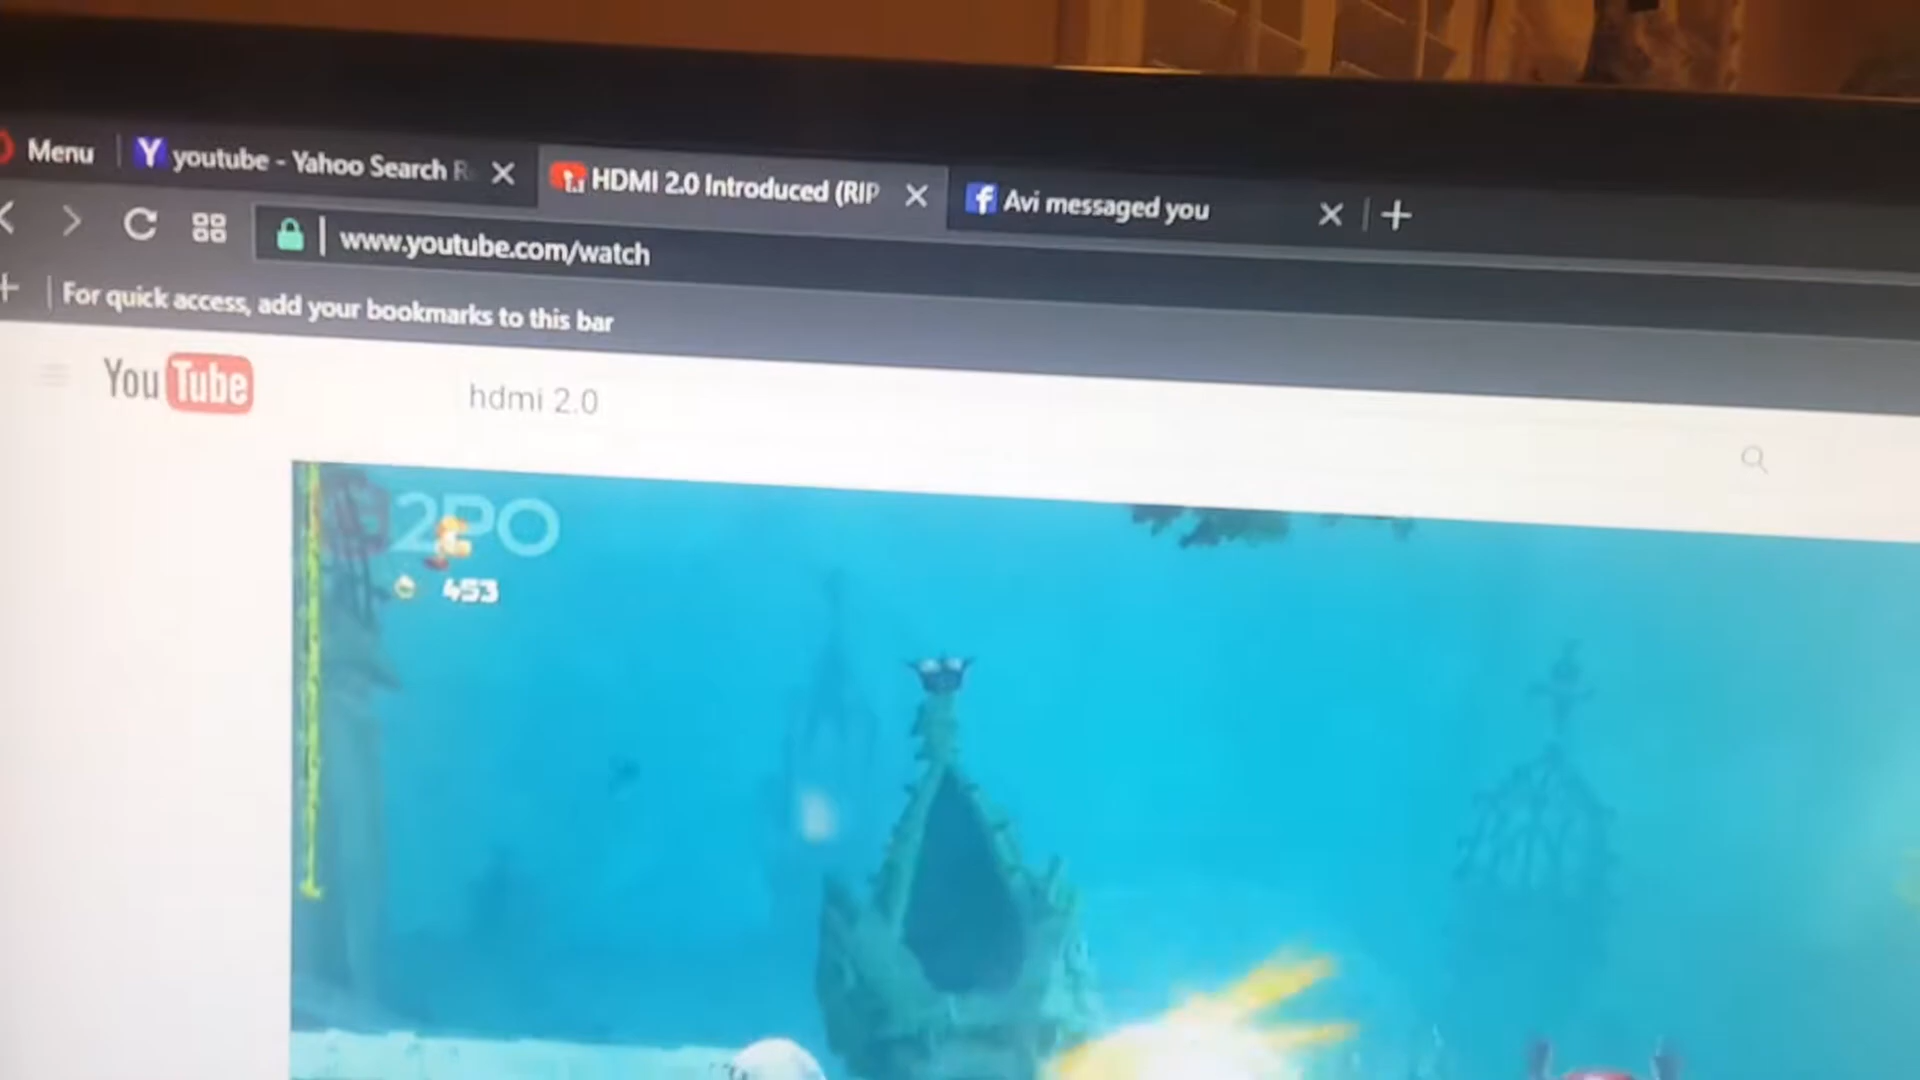 Menu
youtube - Yahoo Search R
HDMI 2.0 Introduced (RIP
Avi messaged you
www.youtube.com/watch
For quick access, add your bookmarks to this bar
YouTube
hdmi 2.0
2PO
453